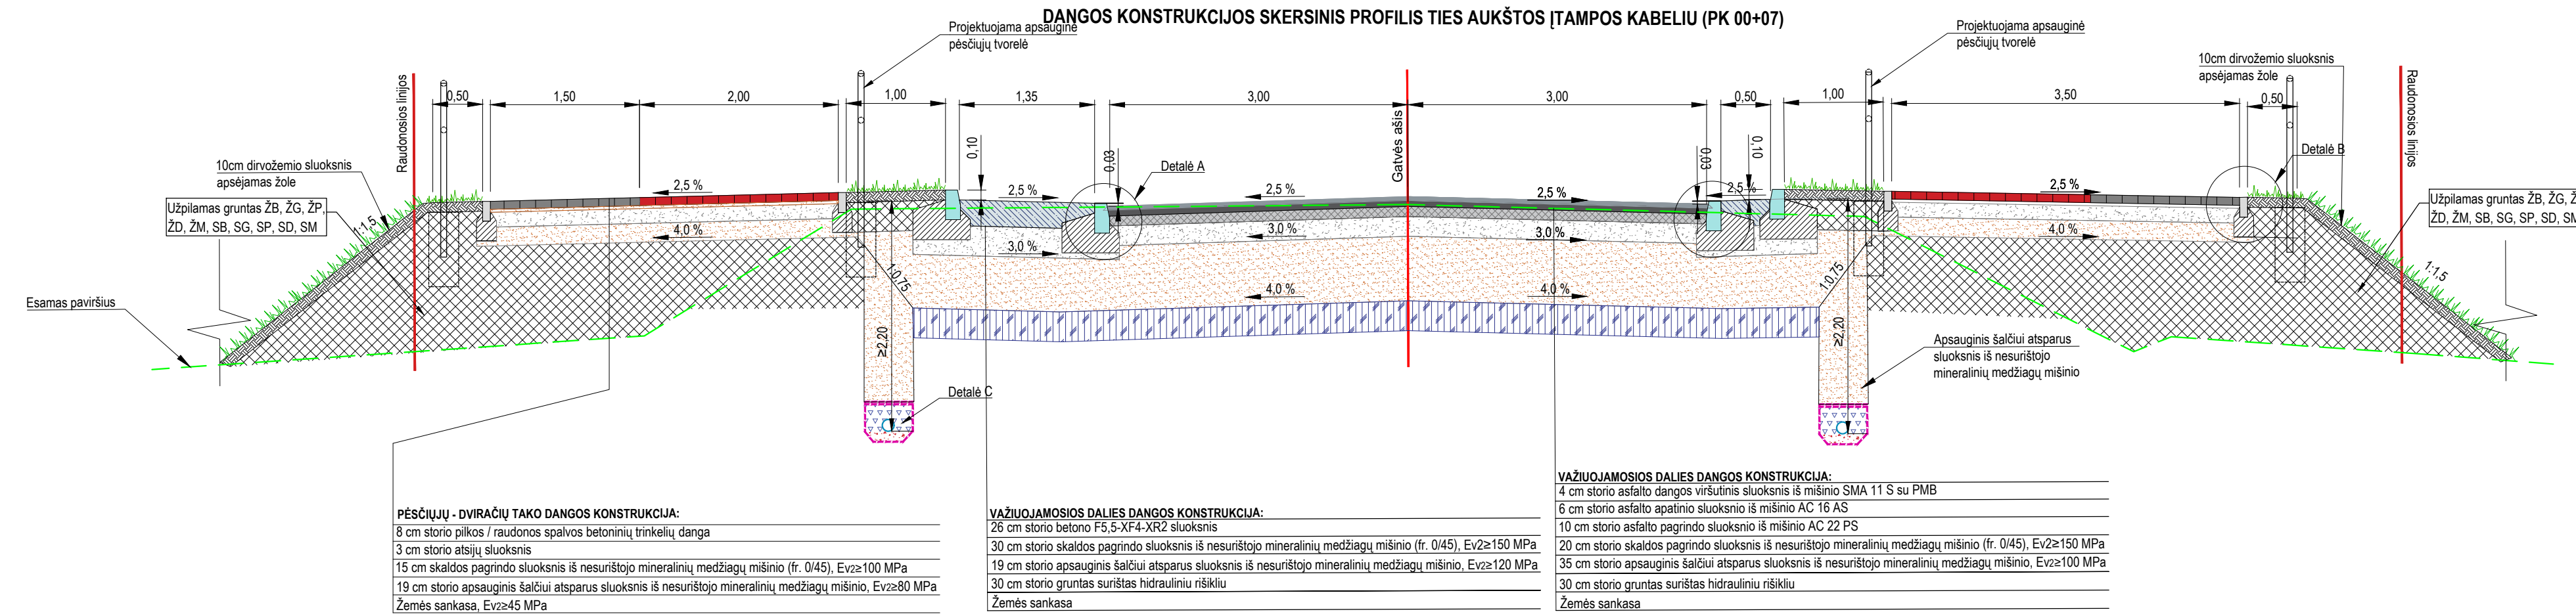 DANGOS KONSTRUKCIJOS SKERSINIS PROFILIS TIES AUKŠTOS ĮTAMPOS KABELIU (PK 00+07)
Projektuojama apsauginė
pėsčiųjų tvorelė
Projektuojama apsauginė
pėsčiųjų tvorelė
10cm dirvožemio sluoksnis
apsėjamas žole
Raudonosios linijos
0,50
1,50
2,00
1,00
1,35
3,00
3,00
0,50
1,00
3,50
0,50
Raudonosios linijos
Gatvės ašis
0,10
0,03
0,03
0,10
Detalė A
Detalė B
10cm dirvožemio sluoksnis
apsėjamas žole
Užpilamas gruntas ŽB, ŽG, ŽP,
ŽD, ŽM, SB, SG, SP, SD, SM
1:1,5
2,5 %
2,5 %
2,5 %
2,5 %
2,5 %
2,5 %
Užpilamas gruntas ŽB, ŽG, Ž
ŽD, ŽM, SB, SG, SP, SD, SM
1:1,5
4,0 %
3,0 %
3,0 %
3,0 %
4,0 %
1:0,75
4,0 %
4,0 %
1:0,75
Esamas paviršius
≥2,20
≥2,20
Apsauginis šalčiui atsparus
sluoksnis iš nesurištojo
mineralinių medžiagų mišinio
Detalė C
PĖSČIŲJŲ - DVIRAČIŲ TAKO DANGOS KONSTRUKCIJA:
8 cm storio pilkos / raudonos spalvos betoninių trinkelių danga
3 cm storio atsijų sluoksnis
15 cm skaldos pagrindo sluoksnis iš nesurištojo mineralinių medžiagų mišinio (fr. 0/45), Ev2≥100 MPa
19 cm storio apsauginis šalčiui atsparus sluoksnis iš nesurištojo mineralinių medžiagų mišinio, Ev2≥80 MPa
Žemės sankasa, Ev2≥45 MPa
VAŽIUOJAMOSIOS DALIES DANGOS KONSTRUKCIJA:
26 cm storio betono F5,5-XF4-XR2 sluoksnis
30 cm storio skaldos pagrindo sluoksnis iš nesurištojo mineralinių medžiagų mišinio (fr. 0/45), Ev2≥150 MPa
19 cm storio apsauginis šalčiui atsparus sluoksnis iš nesurištojo mineralinių medžiagų mišinio, Ev2≥120 MPa
30 cm storio gruntas surištas hidrauliniu rišikliu
Žemės sankasa
VAŽIUOJAMOSIOS DALIES DANGOS KONSTRUKCIJA:
4 cm storio asfalto dangos viršutinis sluoksnis iš mišinio SMA 11 S su PMB
6 cm storio asfalto apatinio sluoksnio iš mišinio AC 16 AS
10 cm storio asfalto pagrindo sluoksnio iš mišinio AC 22 PS
20 cm storio skaldos pagrindo sluoksnio iš nesurištojo mineralinių medžiagų mišinio (fr. 0/45), Ev2≥150 MPa
35 cm storio apsauginis šalčiui atsparus sluoksnis iš nesurištojo mineralinių medžiagų mišinio, Ev2≥100 MPa
30 cm storio gruntas surištas hidrauliniu rišikliu
Žemės sankasa